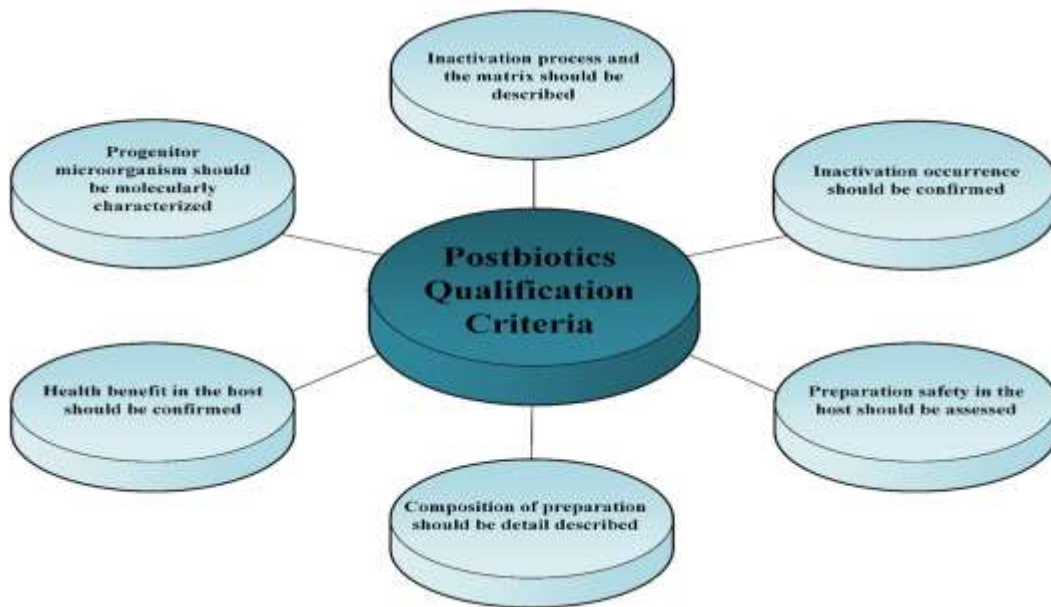 Inactivation process and
the matrix should be
described
Progenitor
microorganism should
be molecularly
characterized
Inactivation occurrence
should be confirmed
Postbiotics
Qualification
Criteria
Health benefit in the host
should be confirmed
Preparation safety in the
host should be assessed
Composition of preparation
should be detail described